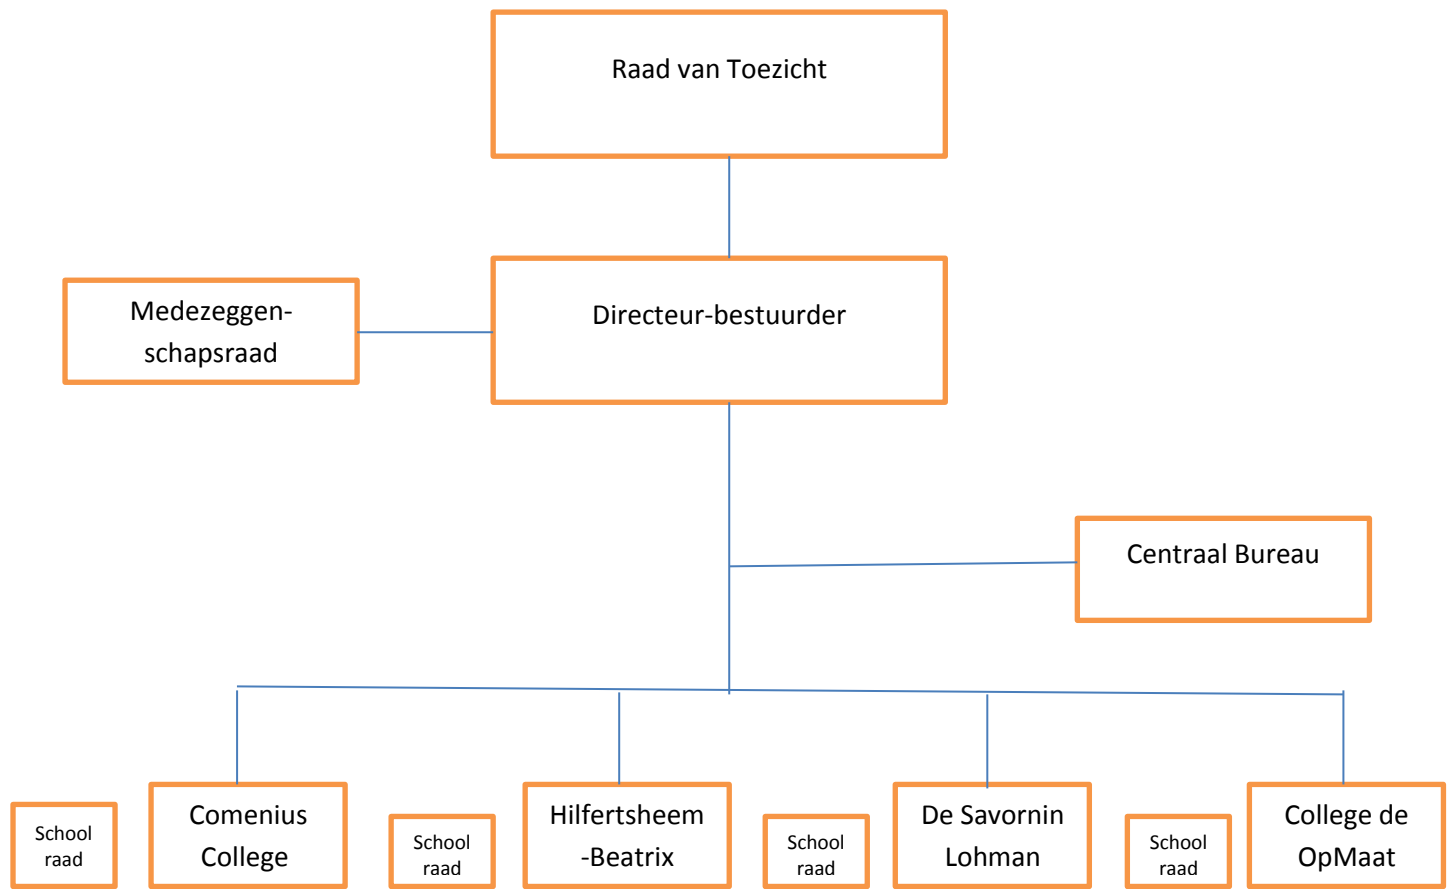 Raad van Toezicht
Directeur-bestuurder
Medezeggen-
schapsraad
Centraal Bureau
School
raad
Comenius
College
School
raad
Hilfertsheem
-Beatrix
School
raad
De Savornin
Lohman
School
raad
College de
OpMaat